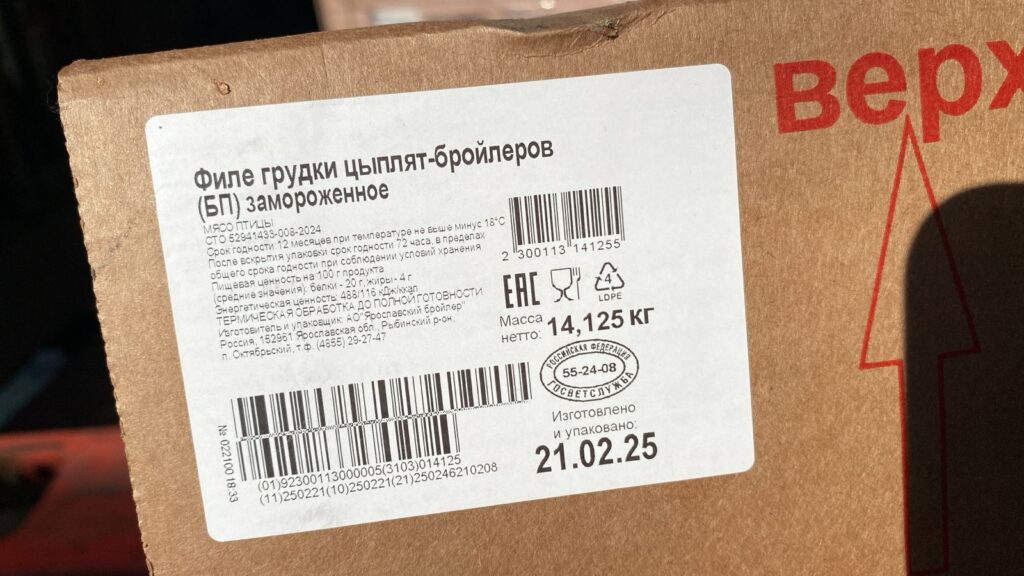 верх
Филе грудки цыплят-бройлеров
(БП) замороженное
МЯСО ПТИЦЫ
СТО 52941433-008-2024
Срок годности 12 месяцев при температуре не выше минус 18°С
После вскрытия упаковки срок годности 72 часа, в пределах
общего срока годности при соблюдении условий хранения
Пищевая ценность на 100 г продукта
(средние значения): белки - 20 г, жиры - 4 г
Энергетическая ценность: 488/116 кДж/ккал
ТЕРМИЧЕСКАЯ ОБРАБОТКА ДО ПОЛНОЙ ГОТОВНОСТИ
Изготовитель и упаковщик: АО"Ярославский бройлер"
Россия, 152961 Ярославская обл., Рыбинский р-он,
п. Октябрьский, т.ф. (4855) 29-27-47
2 300113 141255
ЕАС
4
LDPE
Масса
нетто: 14,125 КГ
РОССИЙСКАЯ ФЕДЕРАЦИЯ
55-24-08
ГОСВЕТСЛУЖБА
Изготовлено
и упаковано:
21.02.25
№ 022100 18:33
(01)92300113000005(3103)014125
(11)250221(10)250221(21)250246210208